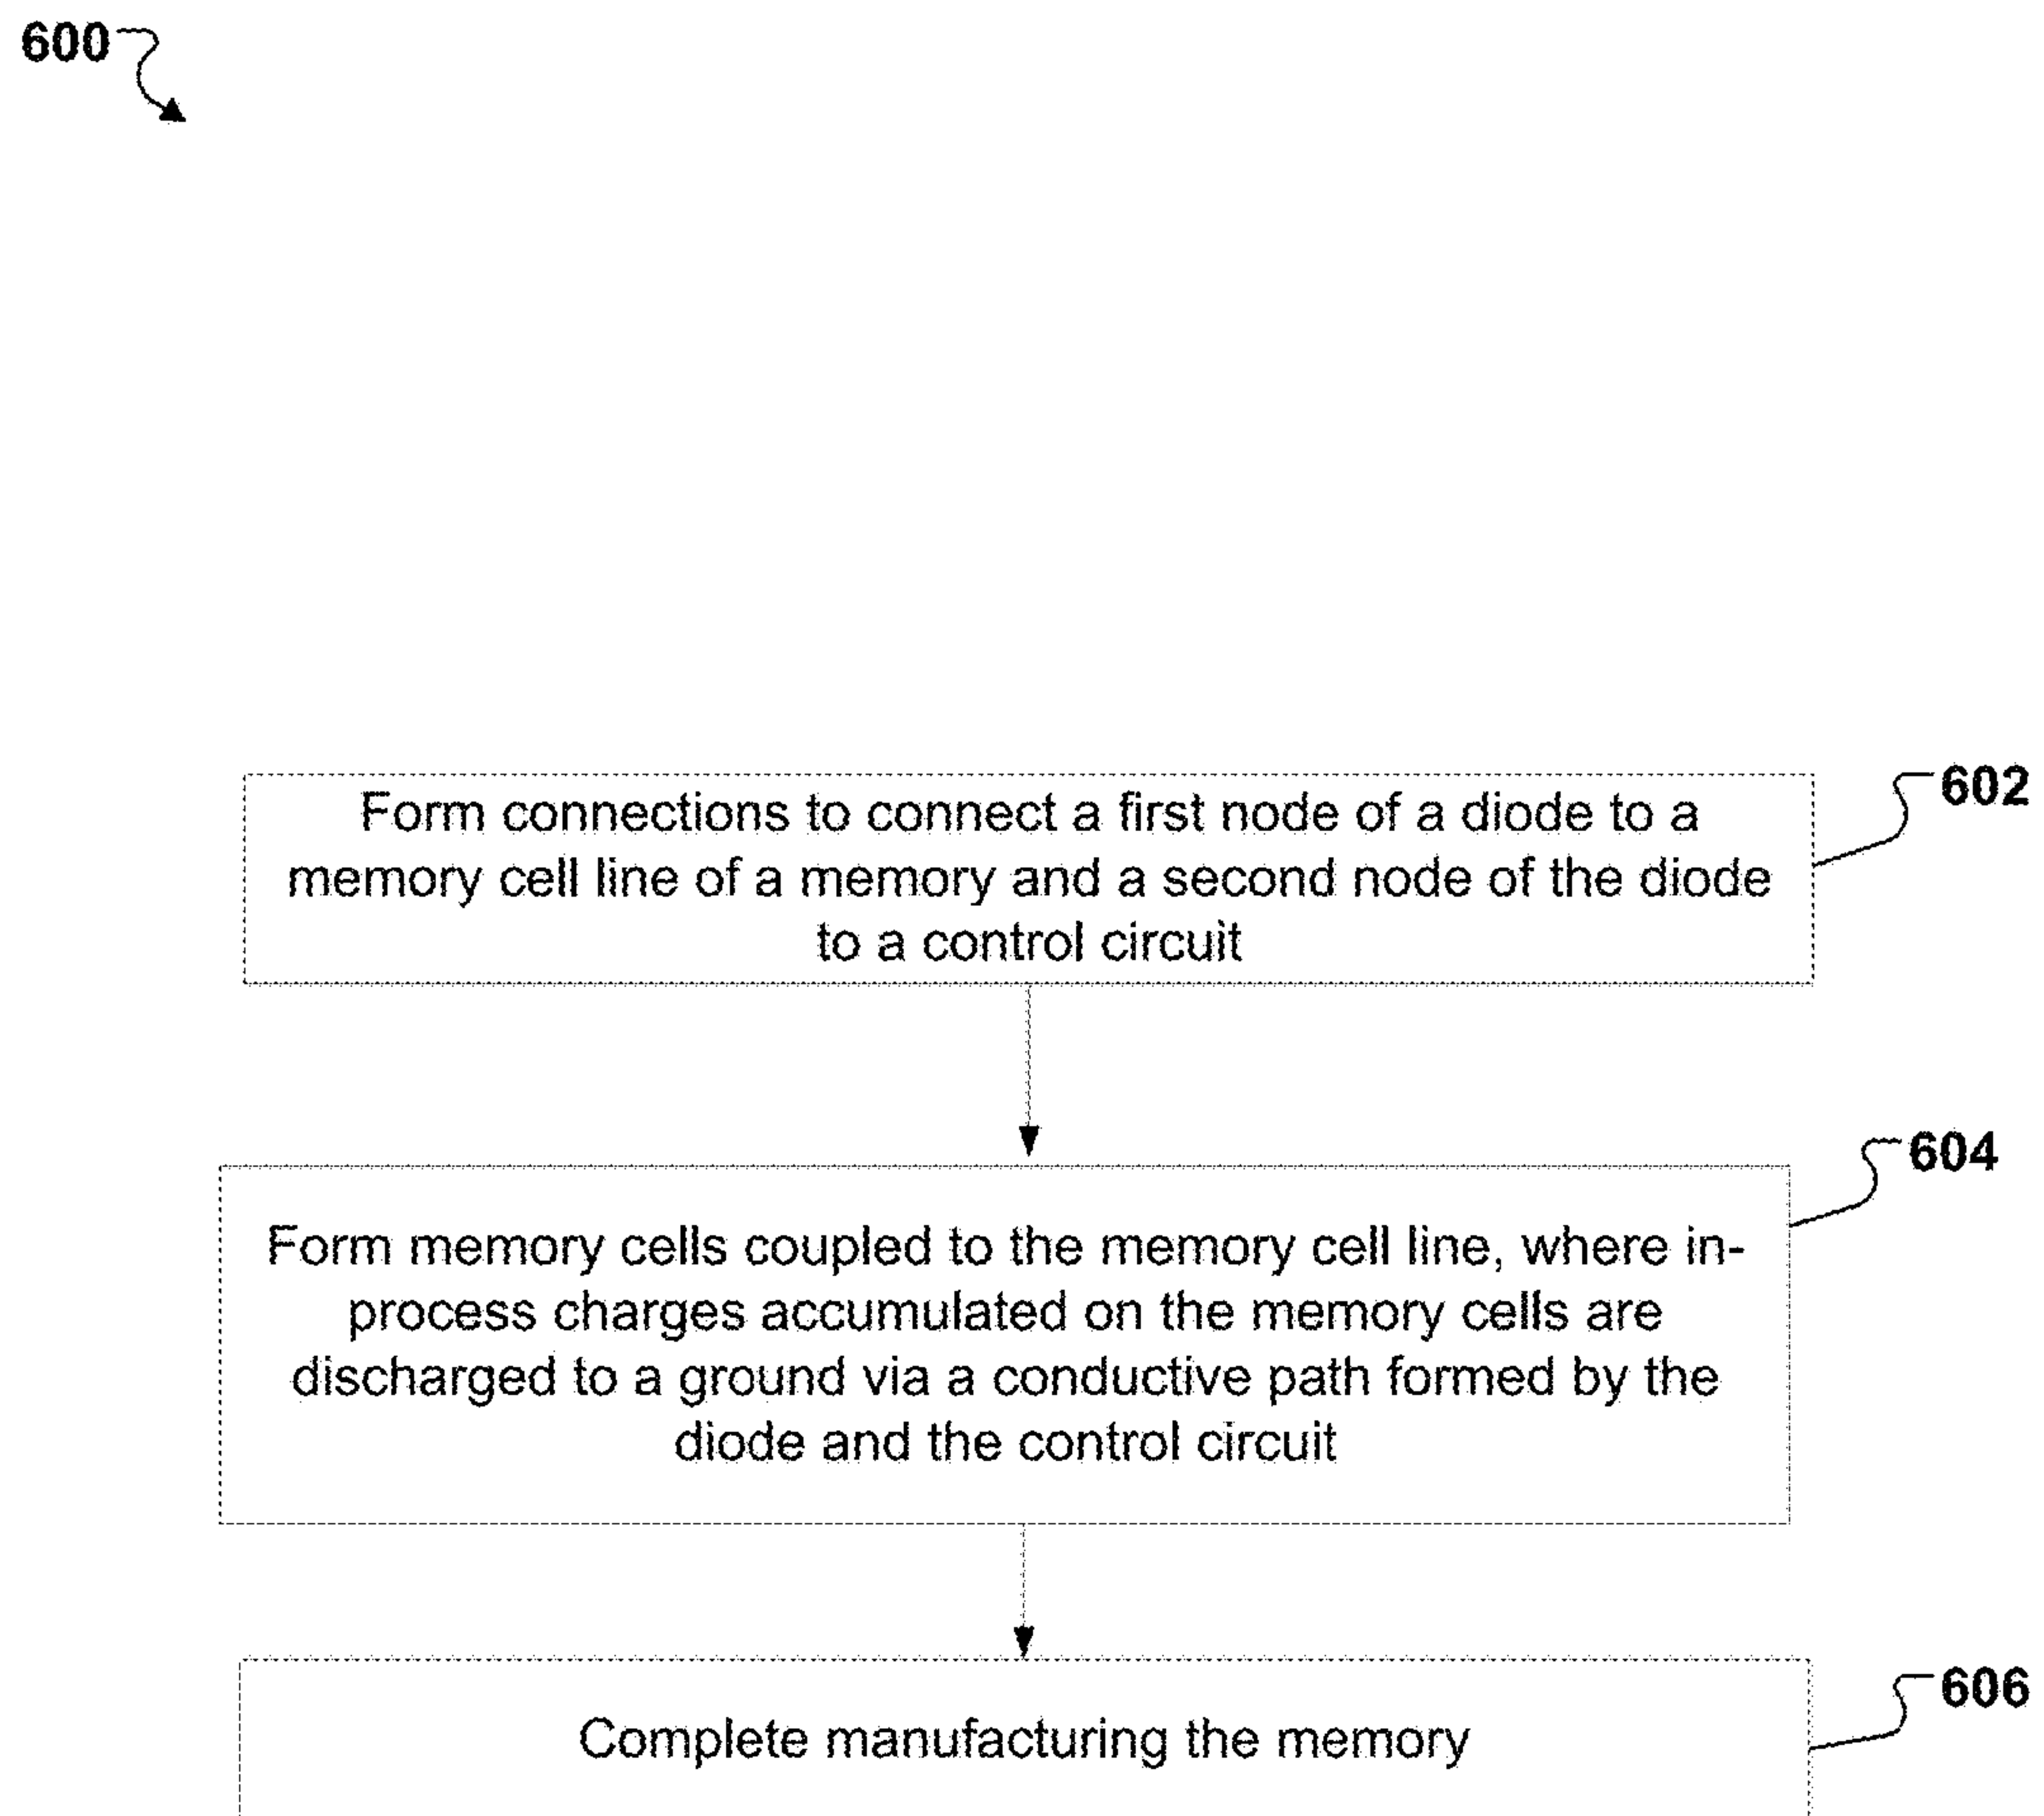 600
602
Form connections to connect a first node of a diode to a
memory cell line of a memory and a second node of the diode
to a control circuit
604
Form memory cells coupled to the memory cell line, where in-
process charges accumulated on the memory cells are
discharged to a ground via a conductive path formed by the
diode and the control circuit
606
Complete manufacturing the memory